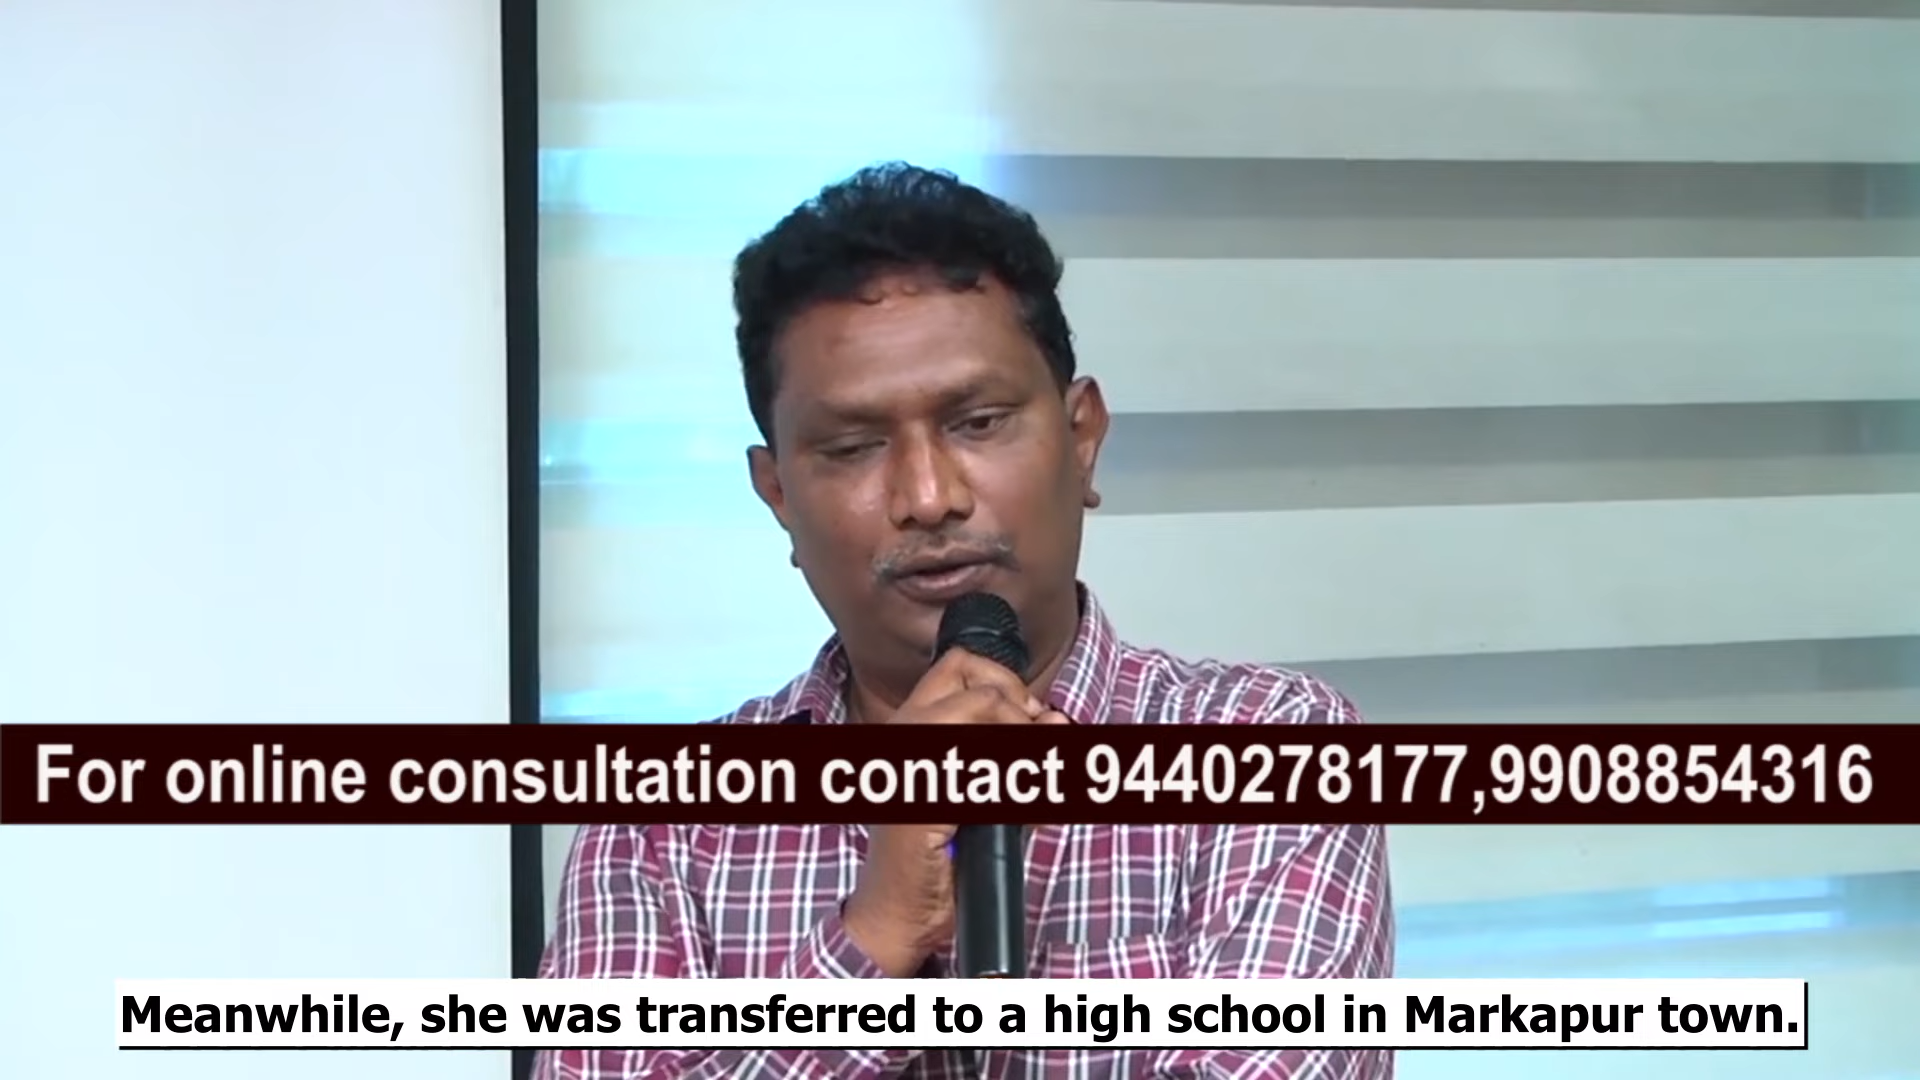 For online consultation contact 9440278177,9908854316
Meanwhile, she was transferred to a high school in Markapur town.